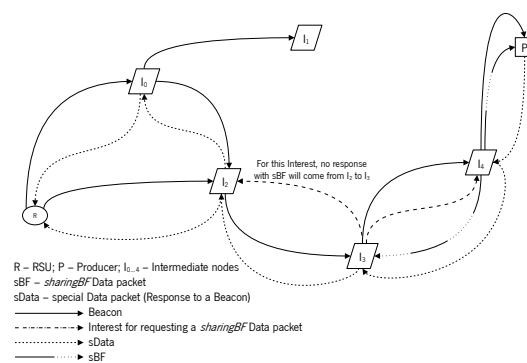 I₁
P
I₀
I₄
For this Interest, no response
with sBF will come from I₂ to I₃
I₂
R
I₃
R – RSU; P – Producer; I₀...₄ – Intermediate nodes
sBF – sharingBF Data packet
sData – special Data packet (Response to a Beacon)
Beacon
Interest for requesting a sharingBF Data packet
sData
sBF